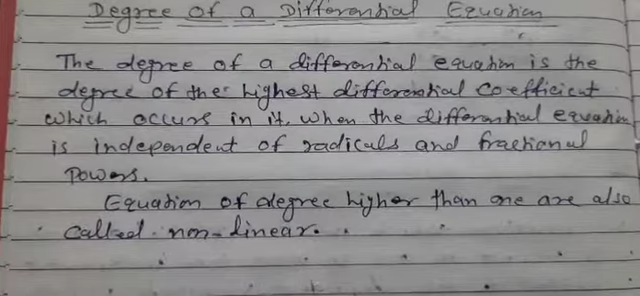 Degree of a Differential Equation
The degree of a differential equation is the
degree of the highest differential coefficient
which occurs in it, when the differential equation
is independent of radicals and fractional
Powers.
Equation of degree higher than one are also
called non-linear.